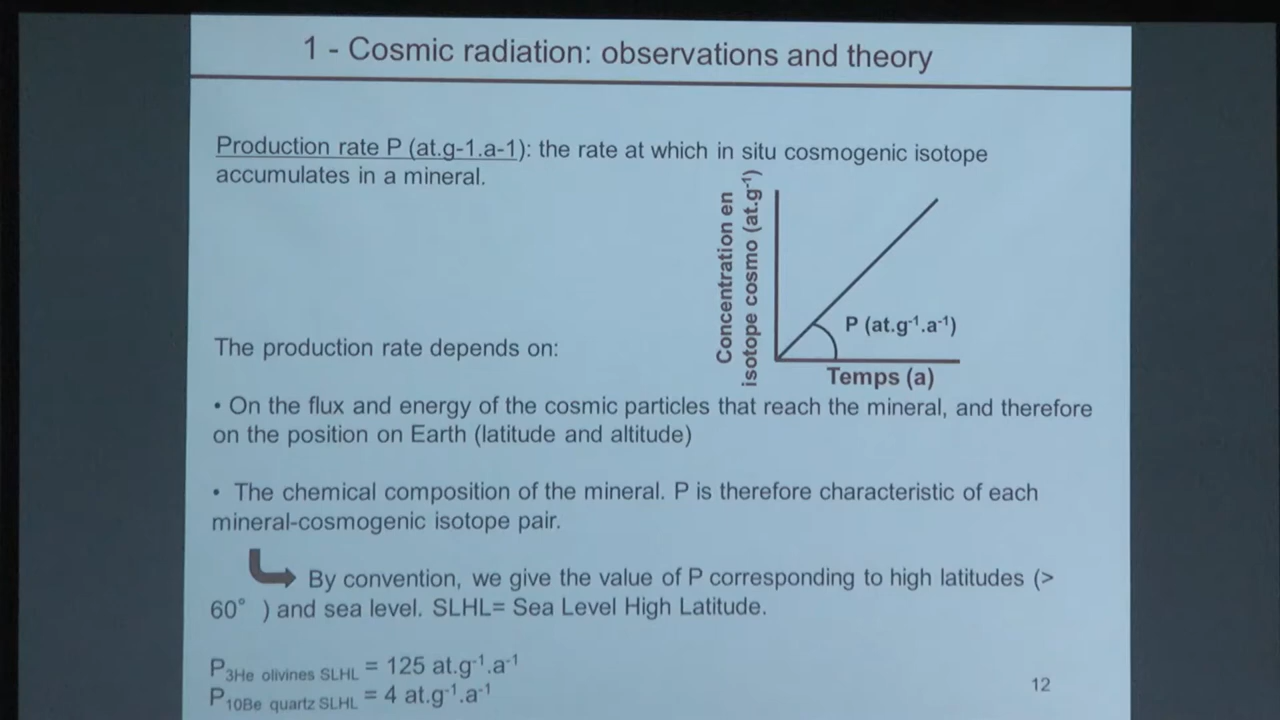 1 - Cosmic radiation: observations and theory
Production rate P (at.g-1.a-1): the rate at which in situ cosmogenic isotope
accumulates in a mineral.
Concentration en
isotope cosmo (at.g⁻¹)
P (at.g⁻¹.a⁻¹)
Temps (a)
The production rate depends on:
• On the flux and energy of the cosmic particles that reach the mineral, and therefore
on the position on Earth (latitude and altitude)
• The chemical composition of the mineral. P is therefore characteristic of each
mineral-cosmogenic isotope pair.
By convention, we give the value of P corresponding to high latitudes (>
60° ) and sea level. SLHL= Sea Level High Latitude.
P3He olivines SLHL = 125 at.g⁻¹.a⁻¹
P10Be quartz SLHL = 4 at.g⁻¹.a⁻¹
12